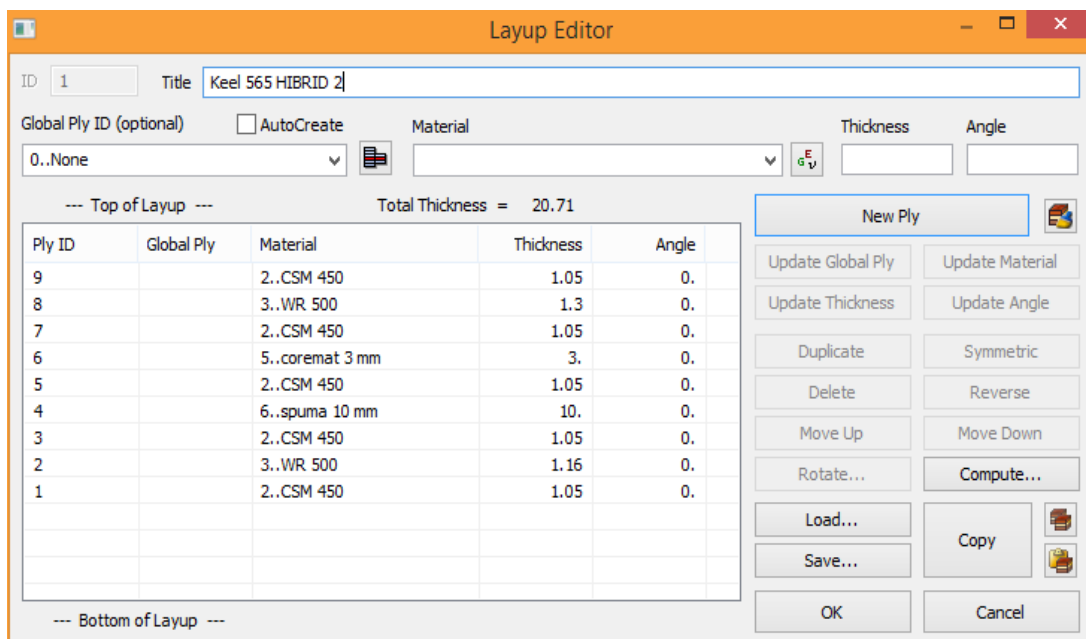 Layup Editor
ID 1 Title Keel 565 HIBRID 2
Global Ply ID (optional) AutoCreate Material Thickness Angle
0..None G E ν
--- Top of Layup --- Total Thickness = 20.71
New Ply
Ply ID Global Ply Material Thickness Angle
9 2..CSM 450 1.05 0.
8 3..WR 500 1.3 0.
7 2..CSM 450 1.05 0.
6 5..coremat 3 mm 3. 0.
5 2..CSM 450 1.05 0.
4 6..spuma 10 mm 10. 0.
3 2..CSM 450 1.05 0.
2 3..WR 500 1.16 0.
1 2..CSM 450 1.05 0.
--- Bottom of Layup ---
Update Global Ply Update Material
Update Thickness Update Angle
Duplicate Symmetric
Delete Reverse
Move Up Move Down
Rotate... Compute...
Load... Copy
Save...
OK Cancel